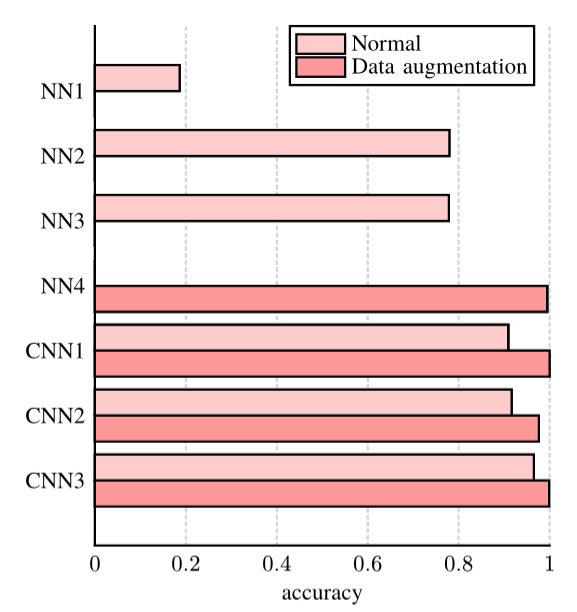 Normal
Data augmentation
NN1
NN2
NN3
NN4
CNN1
CNN2
CNN3
0 0.2 0.4 0.6 0.8 1
accuracy